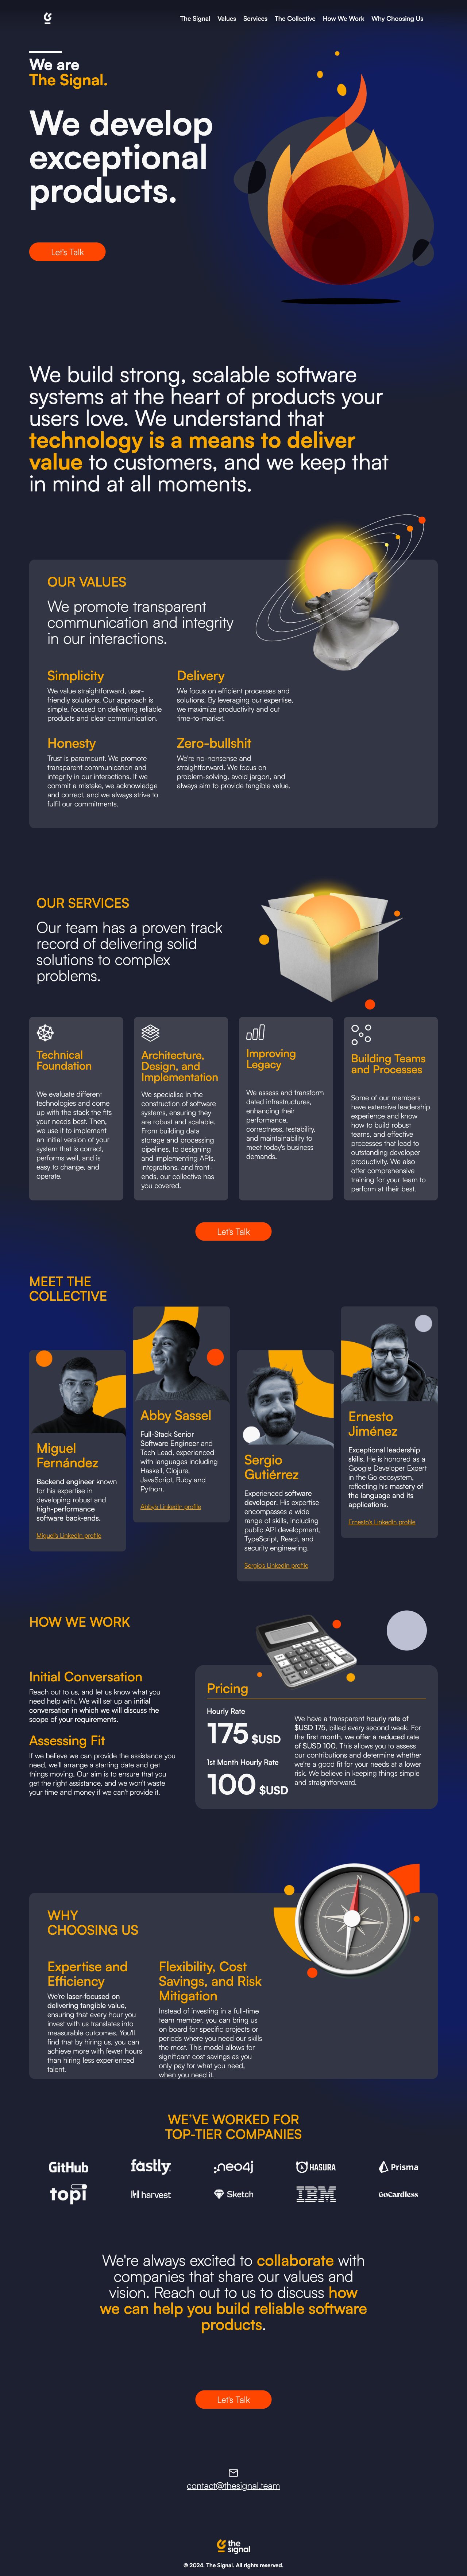 The Signal Values Services The Collective How We Work Why Choosing Us
We are
The Signal.
We develop
exceptional
products.
Let's Talk
We build strong, scalable software
systems at the heart of products your
users love. We understand that
technology is a means to deliver
value to customers, and we keep that
in mind at all moments.
OUR VALUES
We promote transparent
communication and integrity
in our interactions.
Simplicity
We value straightforward, user-
friendly solutions. Our approach is
simple, focused on delivering reliable
products and clear communication.
Delivery
We focus on efficient processes and
solutions. By leveraging our expertise,
we maximize productivity and cut
time-to-market.
Honesty
Trust is paramount. We promote
transparent communication and
integrity in our interactions. If we
commit a mistake, we acknowledge
and correct, and we always strive to
fulfil our commitments.
Zero-bullshit
We're no-nonsense and
straightforward. We focus on
problem-solving, avoid jargon, and
always aim to provide tangible value.
OUR SERVICES
Our team has a proven track
record of delivering solid
solutions to complex
problems.
Technical
Foundation
We evaluate different
technologies and come
up with the stack the fits
your needs best. Then,
we use it to implement
an initial version of your
system that is correct,
performs well, and is
easy to change, and
operate.
Architecture,
Design, and
Implementation
We specialise in the
construction of software
systems, ensuring they
are robust and scalable.
From building data
storage and processing
pipelines, to designing
and implementing APIs,
integrations, and front-
ends, our collective has
you covered.
Improving
Legacy
We assess and transform
dated infrastructures,
enhancing their
performance,
correctness, testability,
and maintainability to
meet today's business
demands.
Building Teams
and Processes
Some of our members
have extensive leadership
experience and know
how to build robust
teams, and effective
processes that lead to
outstanding developer
productivity. We also
offer comprehensive
training for your team to
perform at their best.
Let's Talk
MEET THE
COLLECTIVE
Miguel
Fernández
Backend engineer known
for his expertise in
developing robust and
high-performance
software back-ends.
Miguel's LinkedIn profile
Abby Sassel
Full-Stack Senior
Software Engineer and
Tech Lead, experienced
with languages including
Haskell, Clojure,
JavaScript, Ruby and
Python.
Abby's LinkedIn profile
Sergio
Gutiérrez
Experienced software
developer. His expertise
encompasses a wide
range of skills, including
public API development,
TypeScript, React, and
security engineering.
Sergio's LinkedIn profile
Ernesto
Jiménez
Exceptional leadership
skills. He is honored as a
Google Developer Expert
in the Go ecosystem,
reflecting his mastery of
the language and its
applications.
Ernesto's LinkedIn profile
HOW WE WORK
Initial Conversation
Reach out to us, and let us know what you
need help with. We will set up an initial
conversation in which we will discuss the
scope of your requirements.
Assessing Fit
If we believe we can provide the assistance you
need, we'll arrange a starting date and get
things moving. Our aim is to ensure that you
get the right assistance, and we won't waste
your time and money if we can't provide it.
Pricing
Hourly Rate
175 $USD
1st Month Hourly Rate
100 $USD
We have a transparent hourly rate of
$USD 175, billed every second week. For
the first month, we offer a reduced rate
of $USD 100. This allows you to assess
our contributions and determine whether
we're a good fit for your needs at a lower
risk. We believe in keeping things simple
and straightforward.
WHY
CHOOSING US
Expertise and
Efficiency
We're laser-focused on
delivering tangible value,
ensuring that every hour you
invest with us translates into
measurable outcomes. You'll
find that by hiring us, you can
achieve more with fewer hours
than hiring less experienced
talent.
Flexibility, Cost
Savings, and Risk
Mitigation
Instead of investing in a full-time
team member, you can bring us
on board for specific projects or
periods where you need our skills
the most. This model allows for
significant cost savings as you
only pay for what you need,
when you need it.
WE'VE WORKED FOR
TOP-TIER COMPANIES
GitHub fastly neo4j HASURA Prisma
topi harvest Sketch IBM GoCardless
We're always excited to collaborate with
companies that share our values and
vision. Reach out to us to discuss how
we can help you build reliable software
products.
Let's Talk
contact@thesignal.team
the
signal
© 2024. The Signal. All rights reserved.